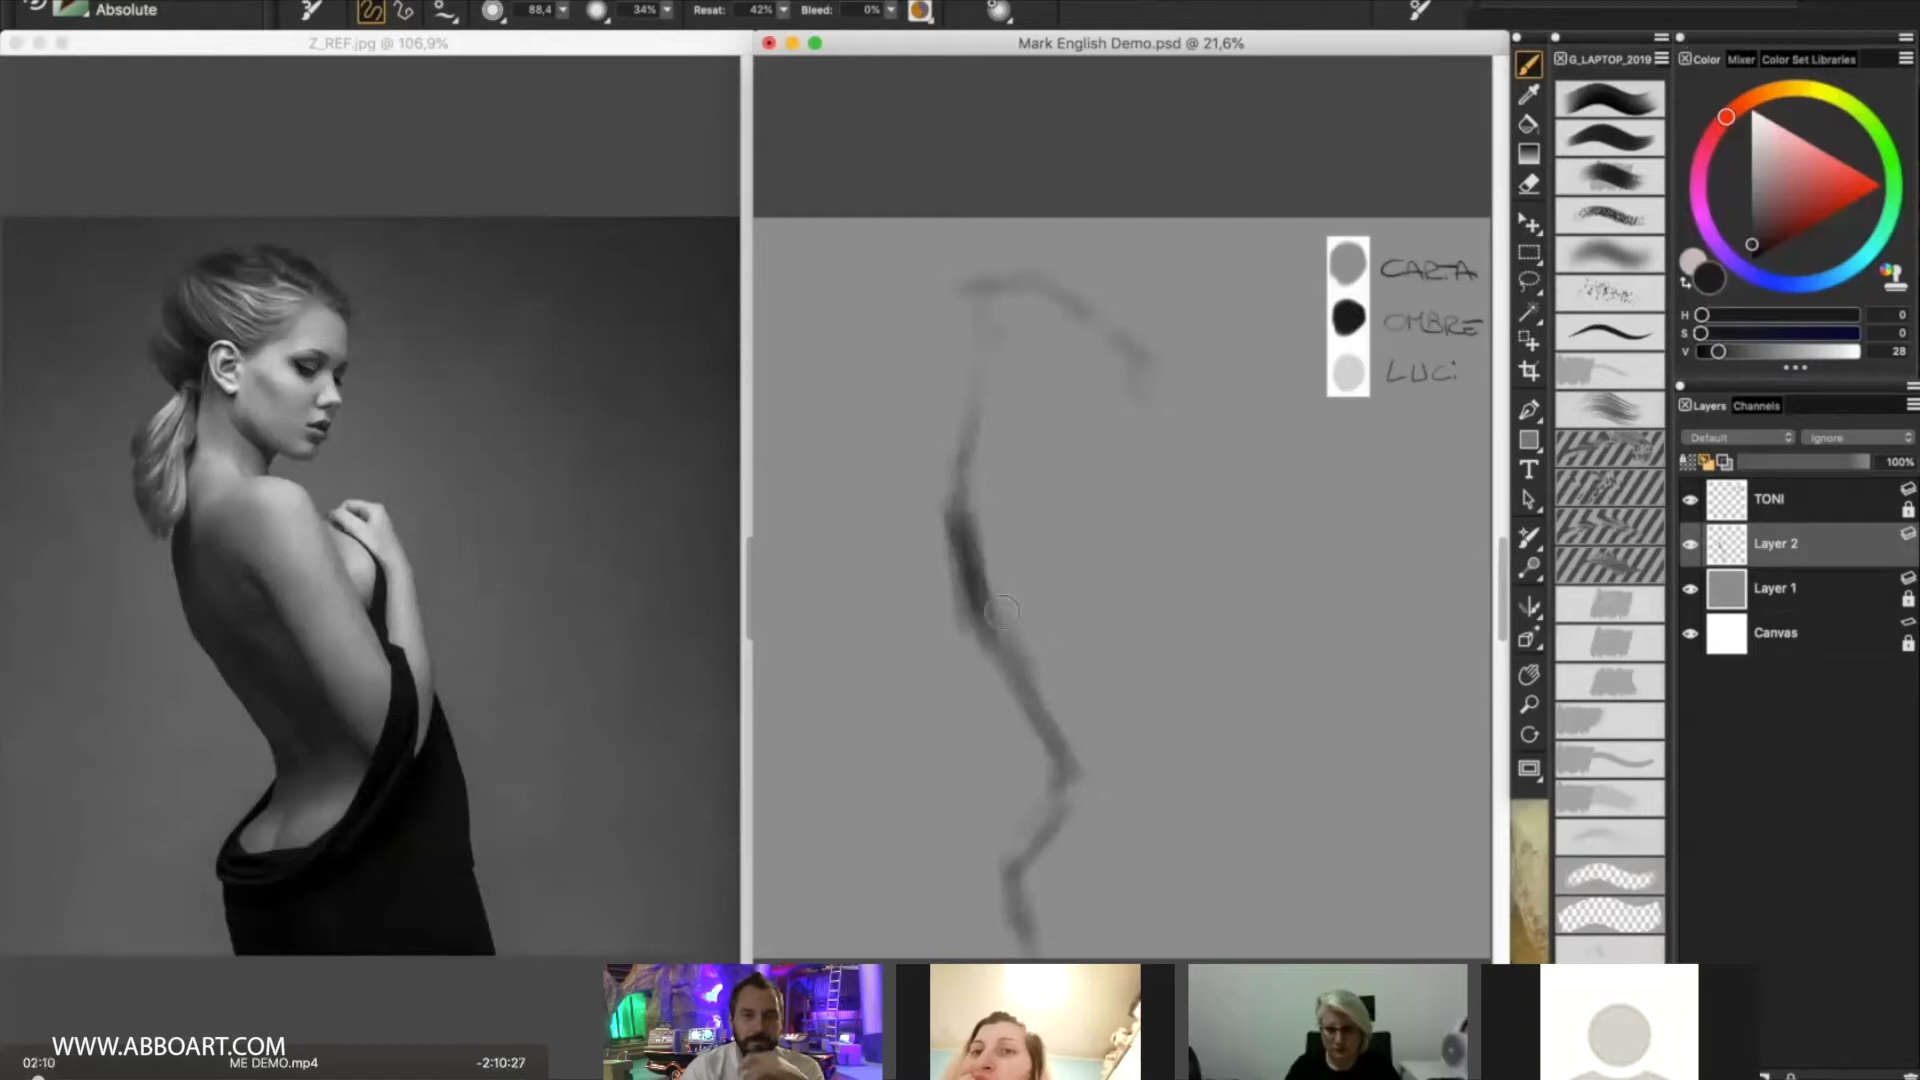 Absolute
88,4
34%
Resat: 42%
Bleed: 0%
Z_REF.jpg @ 106,9%
Mark English Demo.psd @ 21,6%
G_LAPTOP_2019
Color Mixer Color Set Libraries
CARTA
OMBRE
LUCi
H 0
S 0
V 28
Layers Channels
Default Ignore
100%
TONI
Layer 2
Layer 1
Canvas
T
WWW.ABBOART.COM
02:10 ME DEMO.mp4 -2:10:27